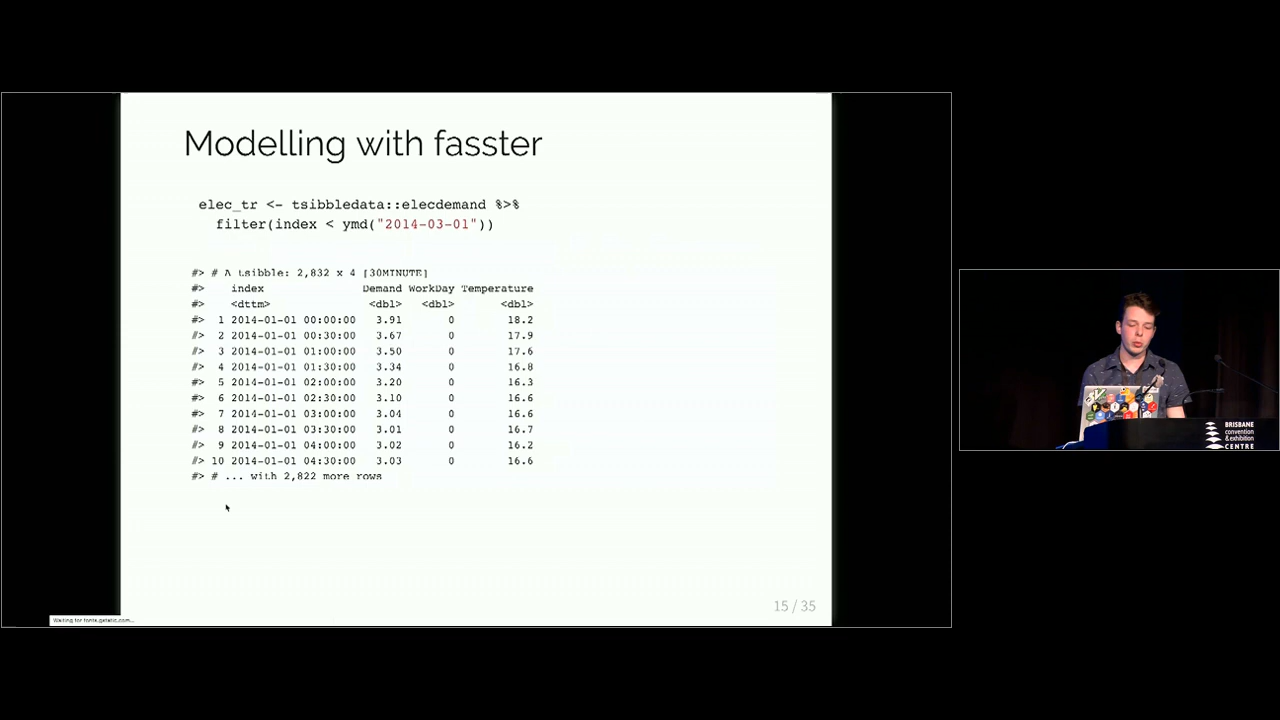 Modelling with fasster
elec_tr <- tsibbledata::elecdemand %>%
filter(index < ymd("2014-03-01"))
#> # A tsibble: 2,832 x 4 [30MINUTE]
#> index Demand WorkDay Temperature
#> <dttm> <dbl> <dbl> <dbl>
#> 1 2014-01-01 00:00:00 3.91 0 18.2
#> 2 2014-01-01 00:30:00 3.67 0 17.9
#> 3 2014-01-01 01:00:00 3.50 0 17.6
#> 4 2014-01-01 01:30:00 3.34 0 16.8
#> 5 2014-01-01 02:00:00 3.20 0 16.3
#> 6 2014-01-01 02:30:00 3.10 0 16.6
#> 7 2014-01-01 03:00:00 3.04 0 16.6
#> 8 2014-01-01 03:30:00 3.01 0 16.7
#> 9 2014-01-01 04:00:00 3.02 0 16.2
#> 10 2014-01-01 04:30:00 3.03 0 16.6
#> # ... with 2,822 more rows
15 / 35
Waiting for fonts.gstatic.com...
BRISBANE
convention
& exhibition
CENTRE